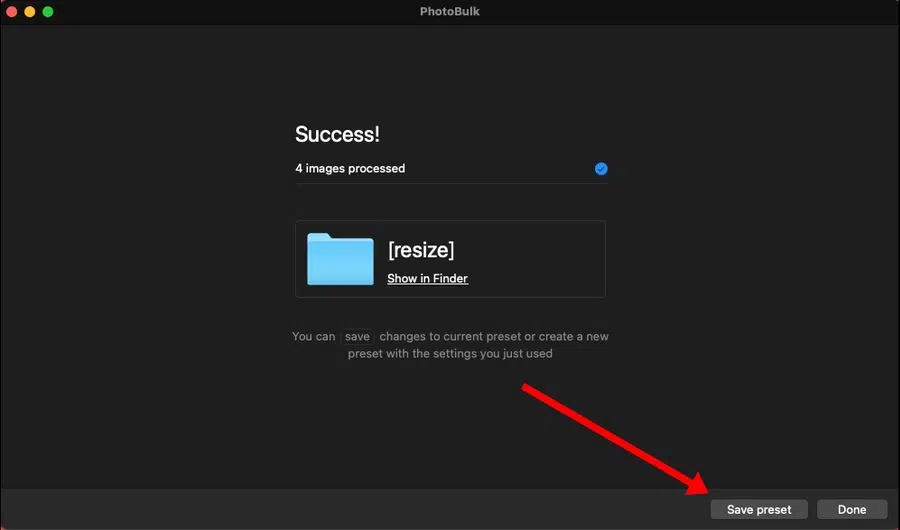 PhotoBulk
Success!
4 images processed
[resize]
Show in Finder
You can save changes to current preset or create a new
preset with the settings you just used
Save preset Done